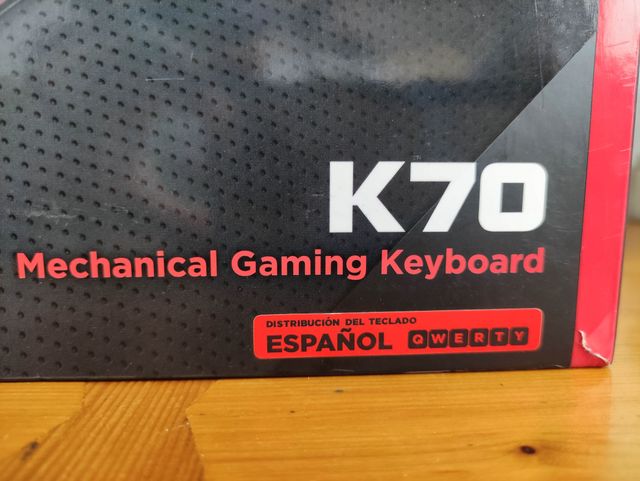 K70
Mechanical Gaming Keyboard
DISTRIBUCIÓN DEL TECLADO
ESPAÑOL QWERTY